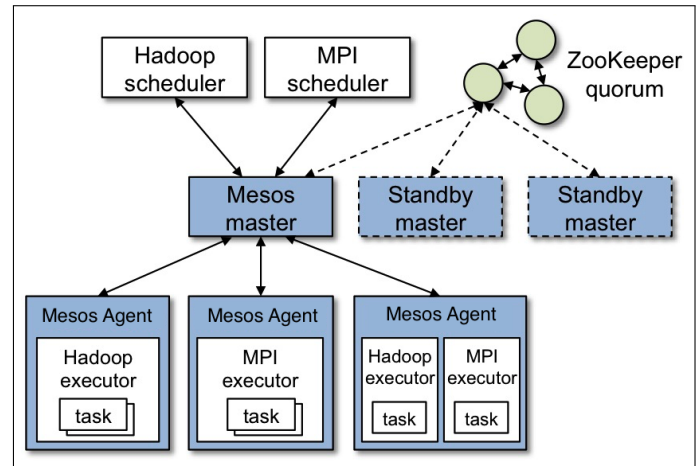 Hadoop
scheduler
MPI
scheduler
ZooKeeper
quorum
Mesos
master
Standby
master
Standby
master
Mesos Agent
Hadoop
executor
task
Mesos Agent
MPI
executor
task
Mesos Agent
Hadoop
executor
task
MPI
executor
task